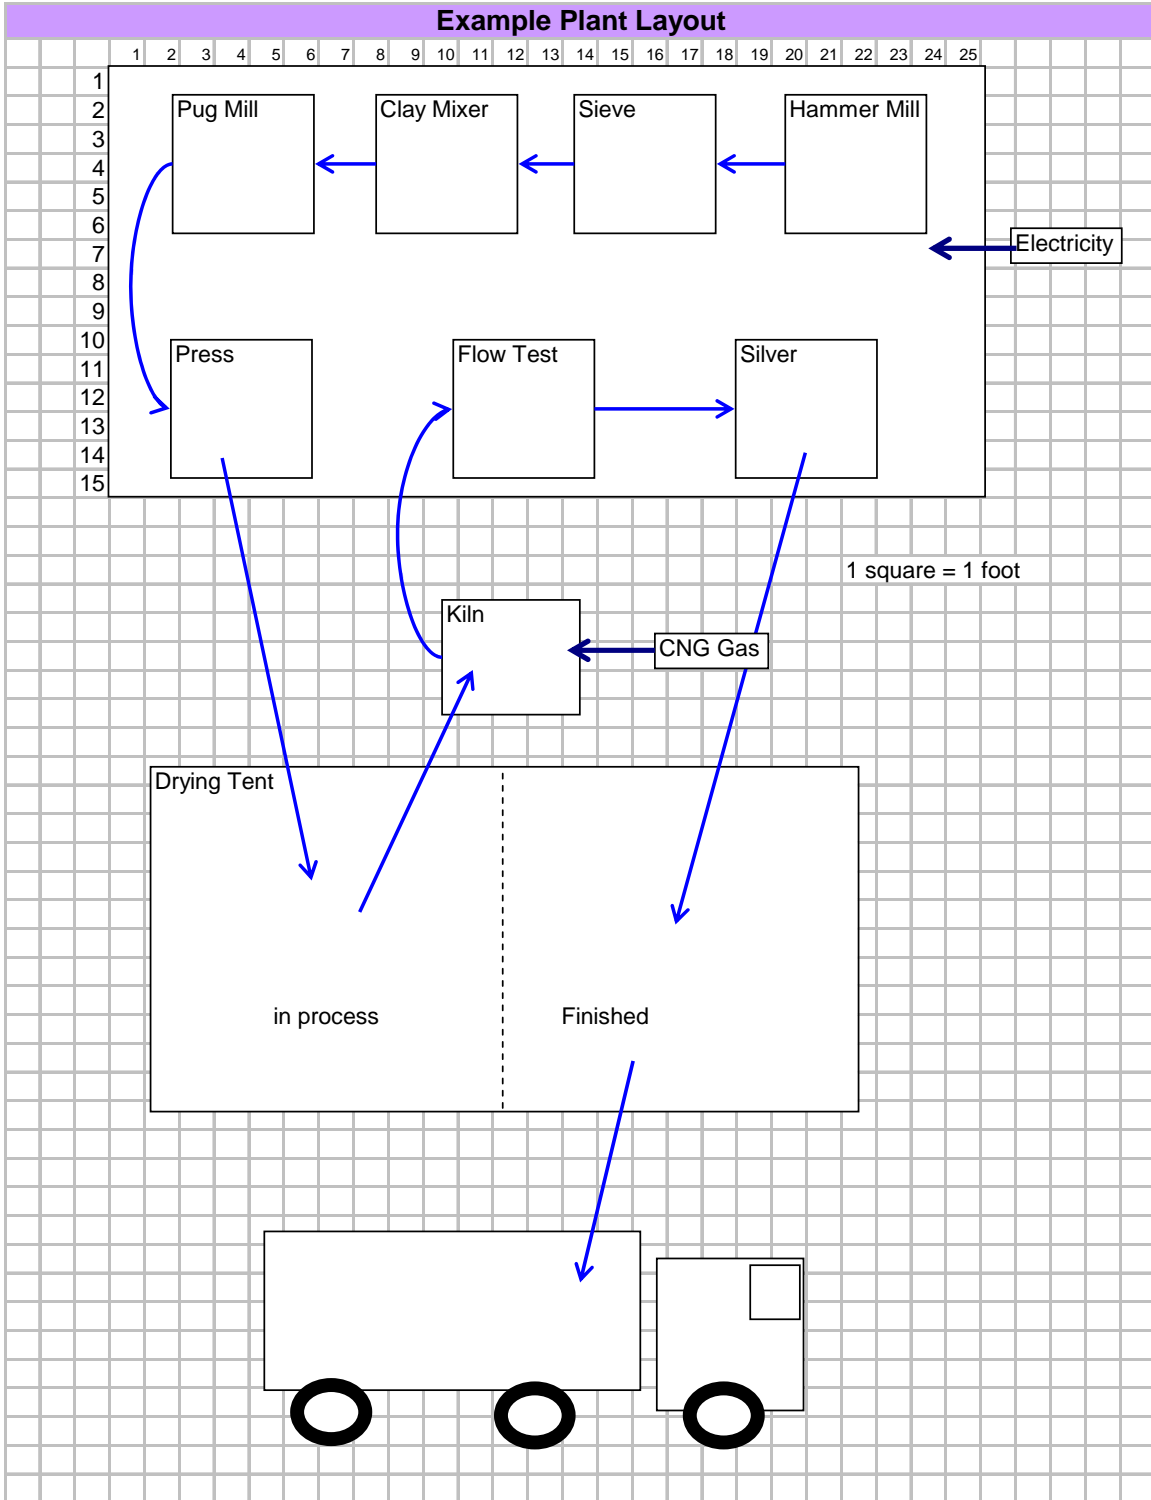 Example Plant Layout
1 2 3 4 5 6 7 8 9 10 11 12 13 14 15 16 17 18 19 20 21 22 23 24 25
1
2
3
4
5
6
7
8
9
10
11
12
13
14
15
Pug Mill
Clay Mixer
Sieve
Hammer Mill
Electricity
Press
Flow Test
Silver
1 square = 1 foot
Kiln
CNG Gas
Drying Tent
in process
Finished